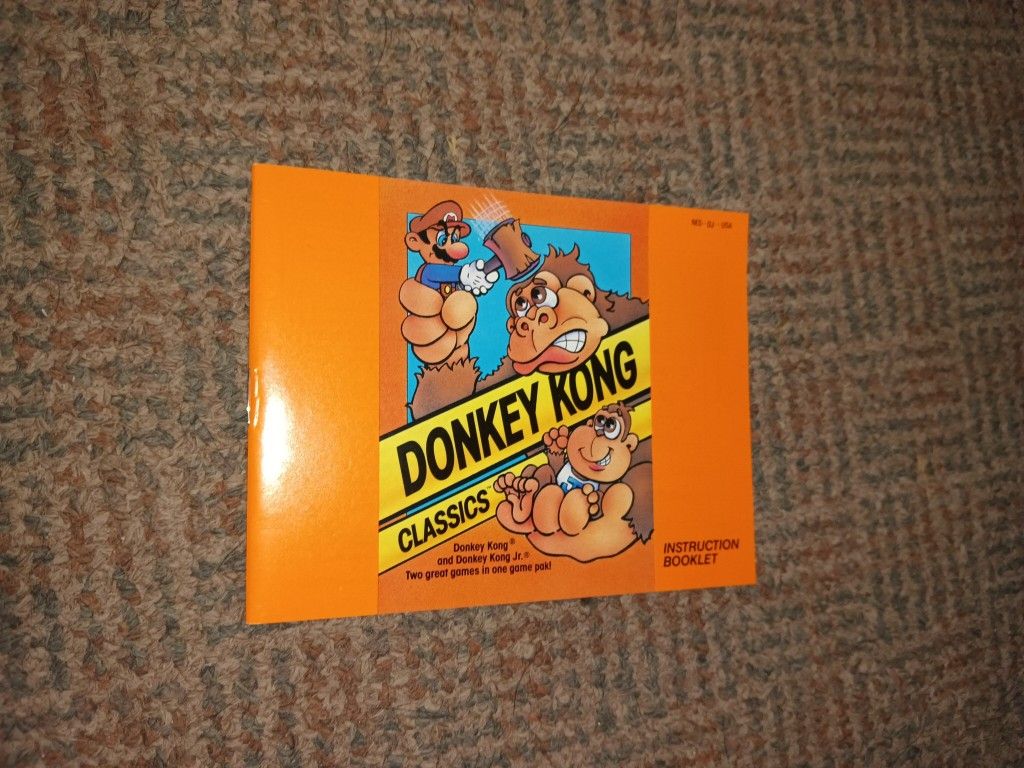 NES-DJ-USA
M
DONKEY KONG
CLASSICS™
Donkey Kong®
and Donkey Kong Jr.®
Two great games in one game pak!
INSTRUCTION
BOOKLET